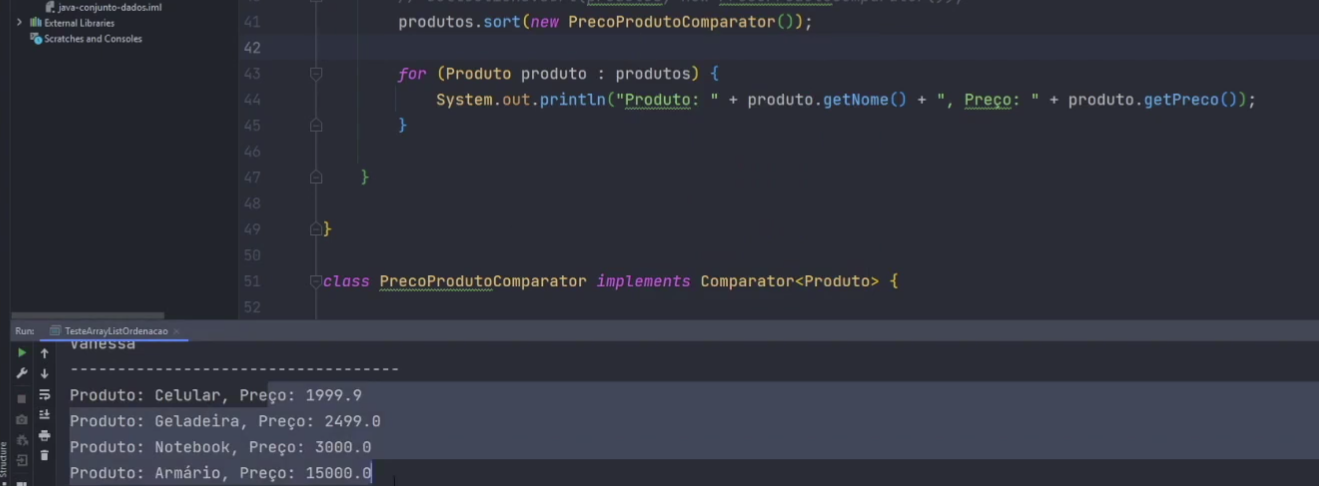 java-conjunto-dados.iml
External Libraries
Scratches and Consoles
41 produtos.sort(new PrecoProdutoComparator());
42
43 for (Produto produto : produtos) {
44 System.out.println("Produto: " + produto.getNome() + ", Preço: " + produto.getPreco());
45 }
46
47 }
48
49 }
50
51 class PrecoProdutoComparator implements Comparator<Produto> {
52
Run: TesteArrayListOrdenacao
Vanessa
-----------------------------------
Produto: Celular, Preço: 1999.9
Produto: Geladeira, Preço: 2499.0
Produto: Notebook, Preço: 3000.0
Produto: Armário, Preço: 15000.0
Structure